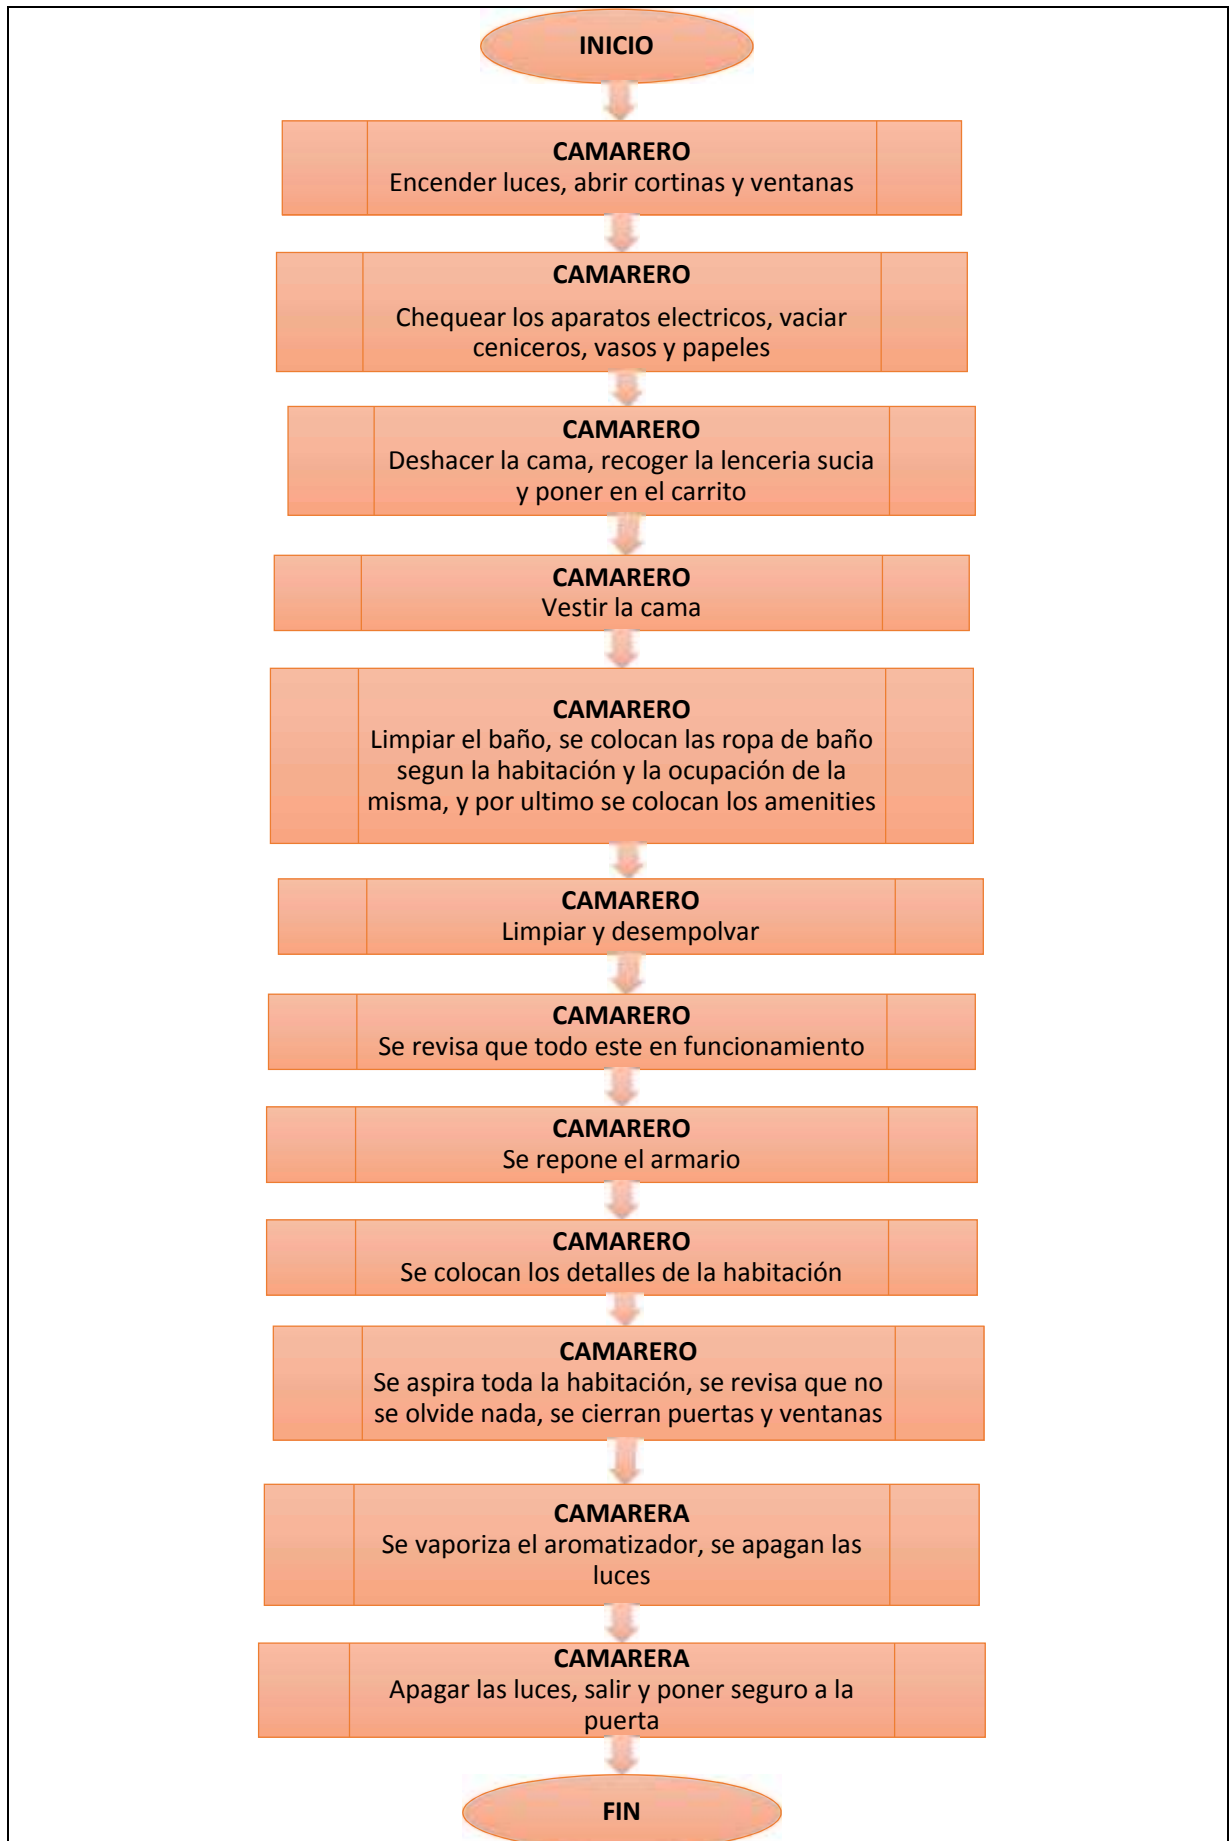 INICIO
CAMARERO
Encender luces, abrir cortinas y ventanas
CAMARERO
Chequear los aparatos electricos, vaciar
ceniceros, vasos y papeles
CAMARERO
Deshacer la cama, recoger la lenceria sucia
y poner en el carrito
CAMARERO
Vestir la cama
CAMARERO
Limpiar el baño, se colocan las ropa de baño
segun la habitación y la ocupación de la
misma, y por ultimo se colocan los amenities
CAMARERO
Limpiar y desempolvar
CAMARERO
Se revisa que todo este en funcionamiento
CAMARERO
Se repone el armario
CAMARERO
Se colocan los detalles de la habitación
CAMARERO
Se aspira toda la habitación, se revisa que no
se olvide nada, se cierran puertas y ventanas
CAMARERA
Se vaporiza el aromatizador, se apagan las
luces
CAMARERA
Apagar las luces, salir y poner seguro a la
puerta
FIN